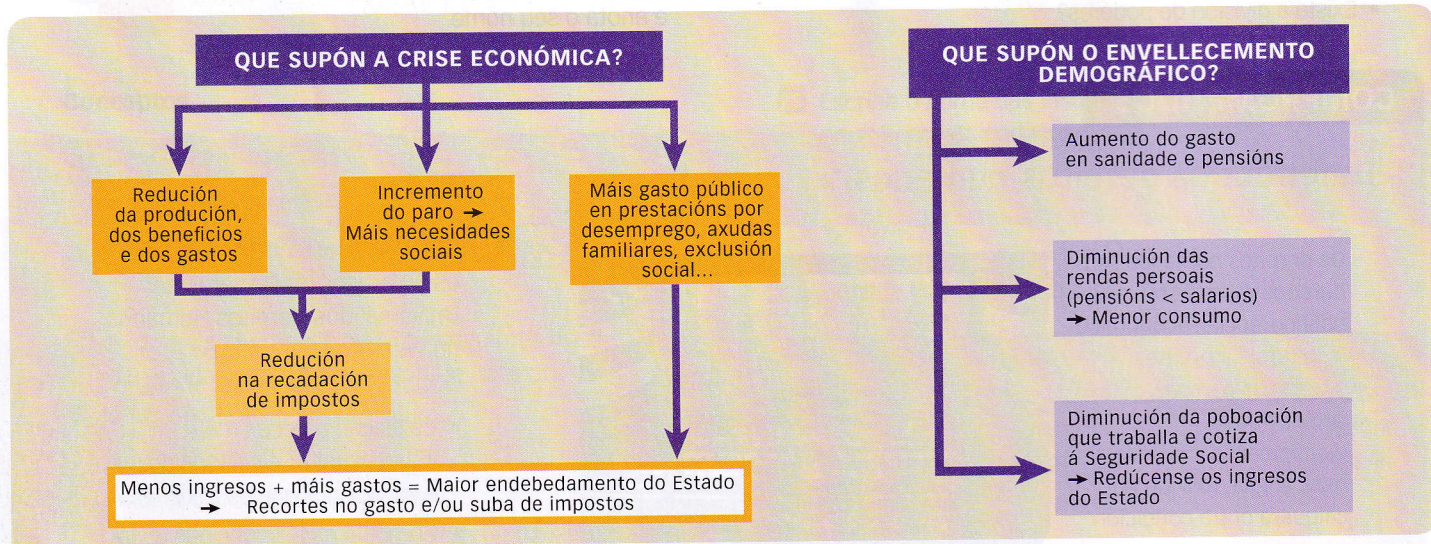 e anota o seu nome
QUE SUPÓN A CRISE ECONÓMICA?
Redución
da produción,
dos beneficios
e dos gastos
Incremento
do paro →
Máis necesidades
sociais
Máis gasto público
en prestacións por
desemprego, axudas
familiares, exclusión
social...
Redución
na recadación
de impostos
Menos ingresos + máis gastos = Maior endebedamento do Estado
→ Recortes no gasto e/ou suba de impostos
QUE SUPÓN O ENVELLECEMENTO
DEMOGRÁFICO?
Aumento do gasto
en sanidade e pensións
Diminución das
rendas persoais
(pensións < salarios)
→ Menor consumo
Diminución da poboación
que traballa e cotiza
á Seguridade Social
→ Redúcense os ingresos
do Estado